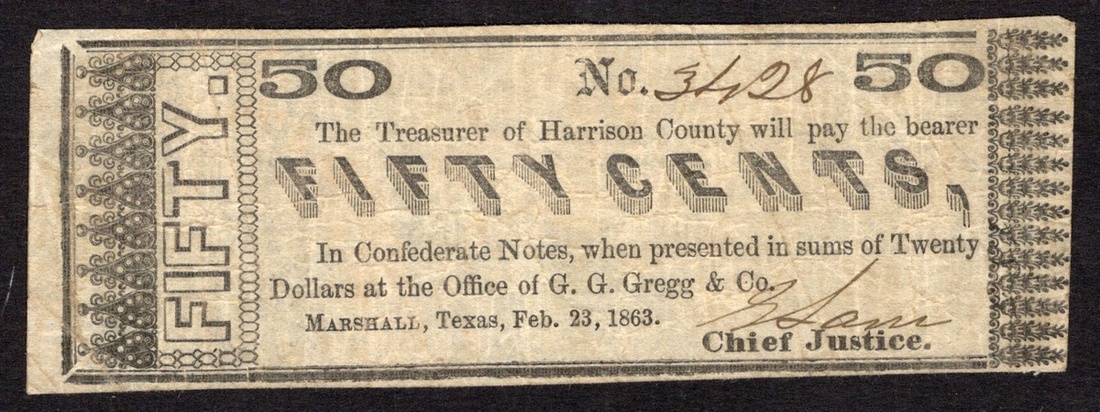 FIFTY.
50 No. 3428 50
The Treasurer of Harrison County will pay the bearer
FIFTY CENTS,
In Confederate Notes, when presented in sums of Twenty
Dollars at the Office of G. G. Gregg & Co.
MARSHALL, Texas, Feb. 23, 1863.
Chief Justice.